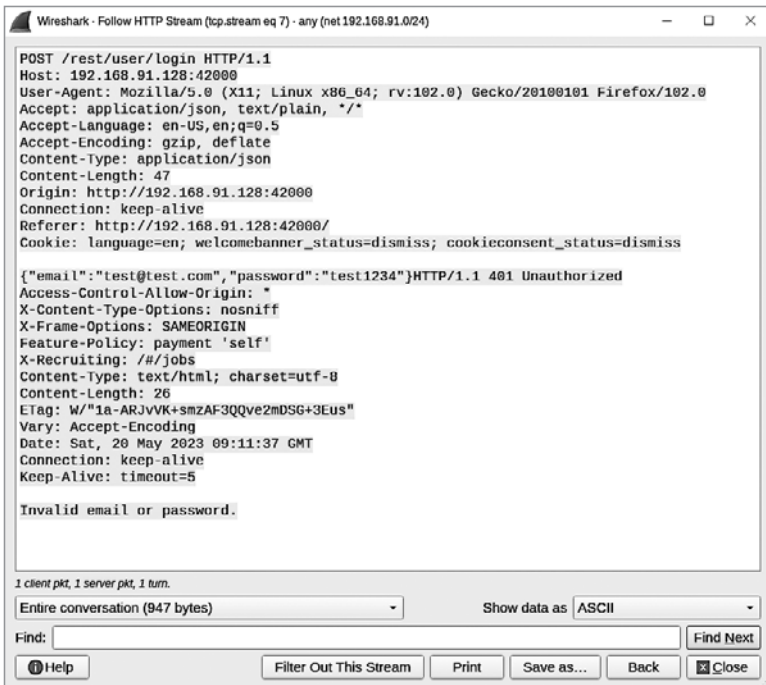 Wireshark · Follow HTTP Stream (tcp.stream eq 7) · any (net 192.168.91.0/24)
POST /rest/user/login HTTP/1.1
Host: 192.168.91.128:42000
User-Agent: Mozilla/5.0 (X11; Linux x86_64; rv:102.0) Gecko/20100101 Firefox/102.0
Accept: application/json, text/plain, */*
Accept-Language: en-US,en;q=0.5
Accept-Encoding: gzip, deflate
Content-Type: application/json
Content-Length: 47
Origin: http://192.168.91.128:42000
Connection: keep-alive
Referer: http://192.168.91.128:42000/
Cookie: language=en; welcomebanner_status=dismiss; cookieconsent_status=dismiss
{"email":"test@test.com","password":"test1234"}HTTP/1.1 401 Unauthorized
Access-Control-Allow-Origin: *
X-Content-Type-Options: nosniff
X-Frame-Options: SAMEORIGIN
Feature-Policy: payment 'self'
X-Recruiting: /#/jobs
Content-Type: text/html; charset=utf-8
Content-Length: 26
ETag: W/"1a-ARJvVK+smzAF3QQve2mDSG+3Eus"
Vary: Accept-Encoding
Date: Sat, 20 May 2023 09:11:37 GMT
Connection: keep-alive
Keep-Alive: timeout=5
Invalid email or password.
1 client pkt, 1 server pkt, 1 turn.
Entire conversation (947 bytes) Show data as ASCII
Find: Find Next
Help Filter Out This Stream Print Save as... Back Close